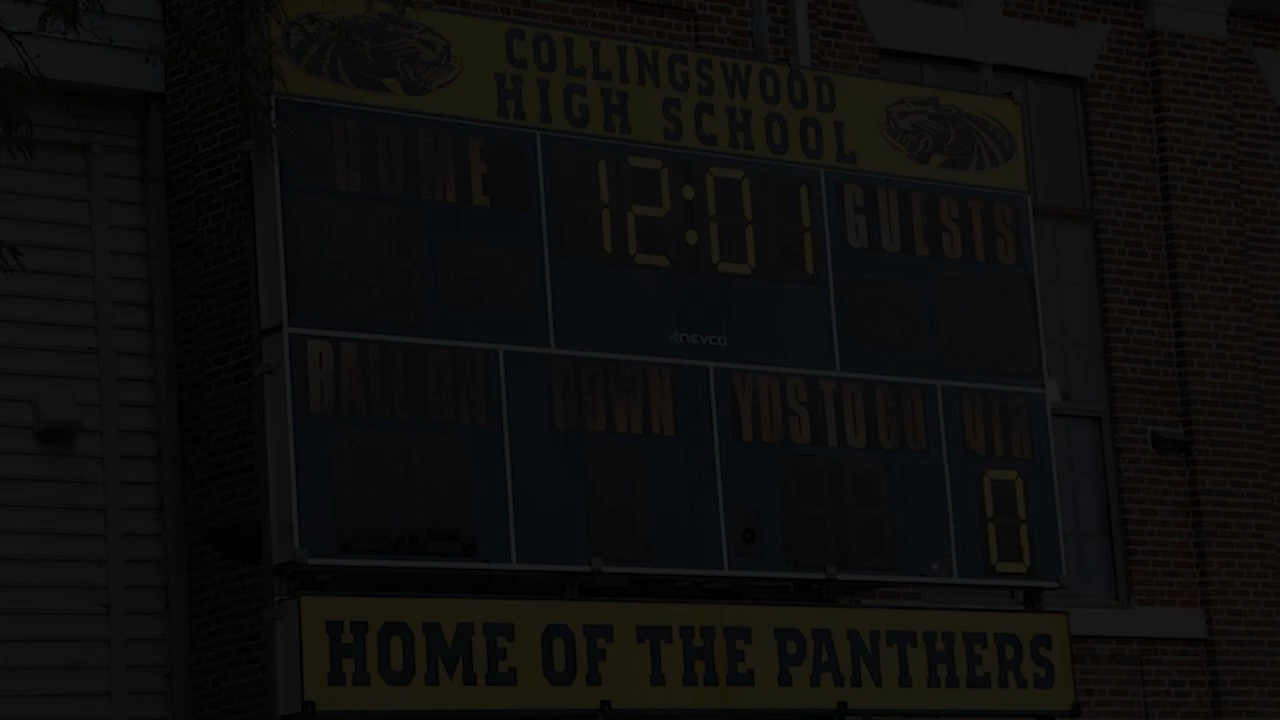 COLLINGSWOOD
HIGH SCHOOL
HOME
12:01
GUESTS
NEVCO
BALL ON
DOWN
YDS TO GO
QTR
0
HOME OF THE PANTHERS